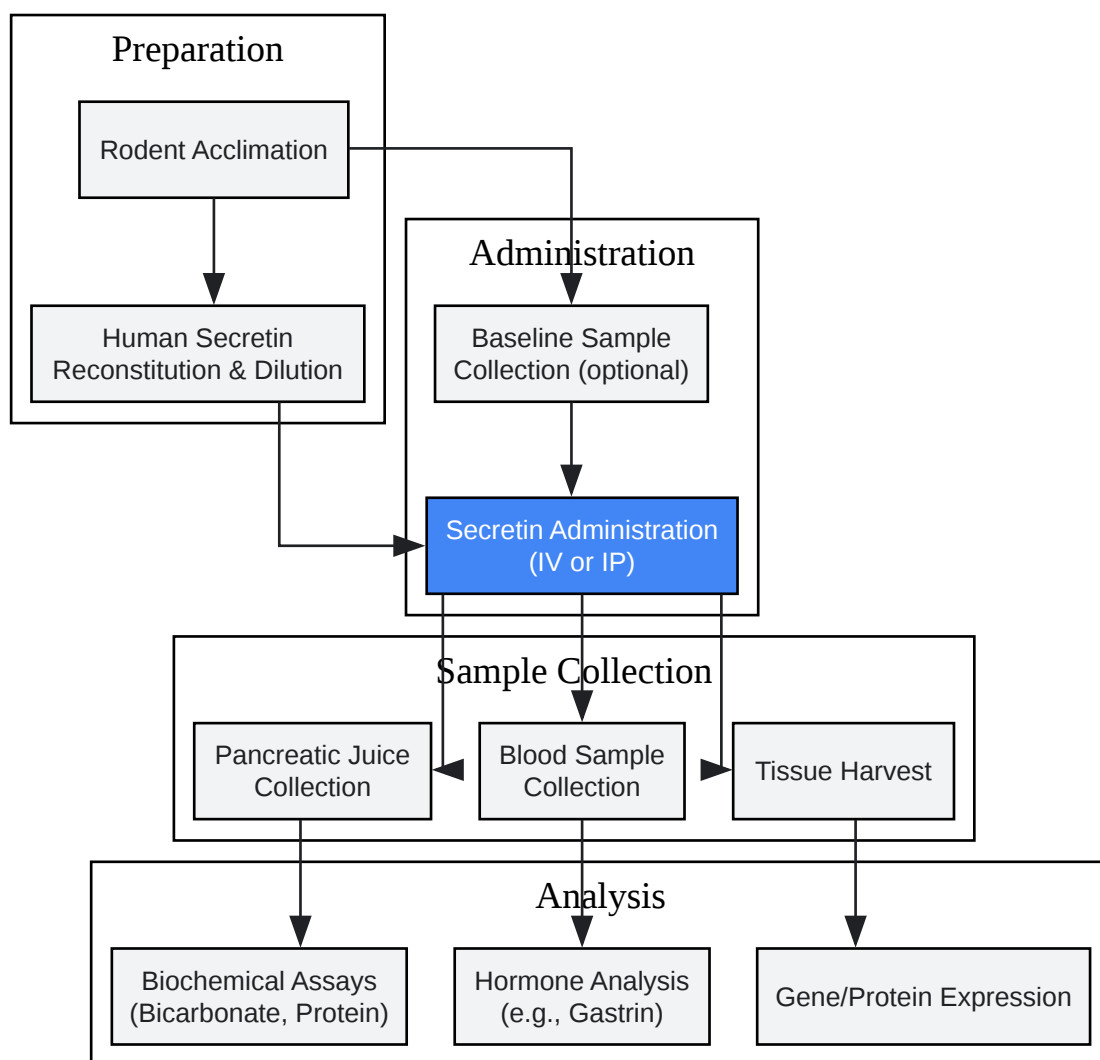 Preparation
Rodent Acclimation
Human Secretin
Reconstitution & Dilution
Administration
Baseline Sample
Collection (optional)
Secretin Administration
(IV or IP)
Sample Collection
Pancreatic Juice
Collection
Blood Sample
Collection
Tissue Harvest
Analysis
Biochemical Assays
(Bicarbonate, Protein)
Hormone Analysis
(e.g., Gastrin)
Gene/Protein Expression